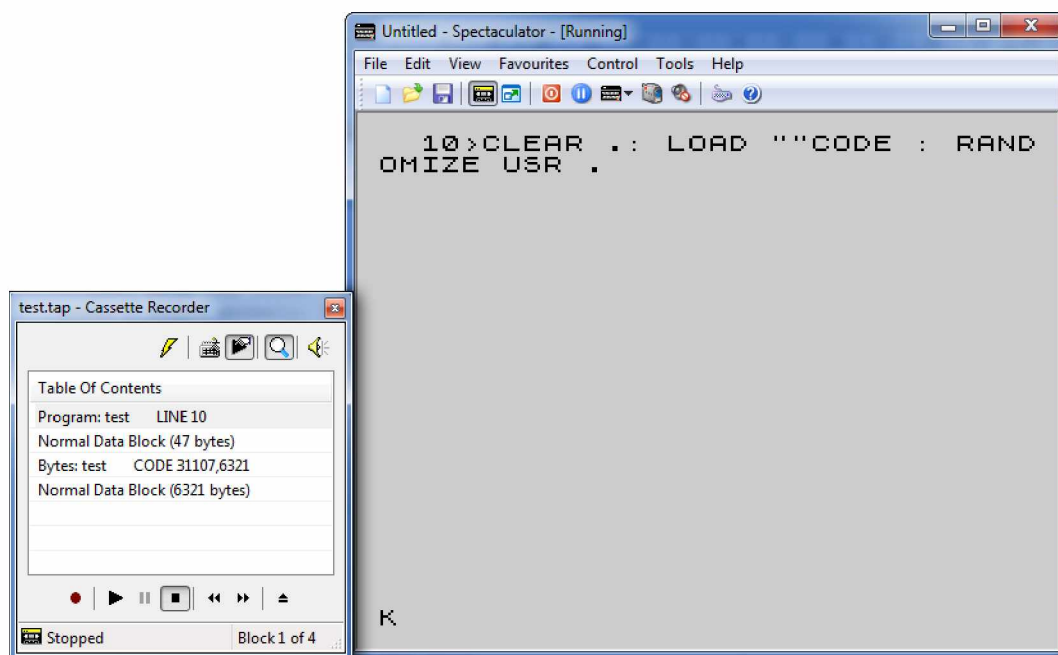 Untitled - Spectaculator - [Running]
File Edit View Favourites Control Tools Help
10>CLEAR .: LOAD ""CODE : RAND
OMIZE USR .
K
test.tap - Cassette Recorder
Table Of Contents
Program: test LINE 10
Normal Data Block (47 bytes)
Bytes: test CODE 31107,6321
Normal Data Block (6321 bytes)
Stopped Block 1 of 4